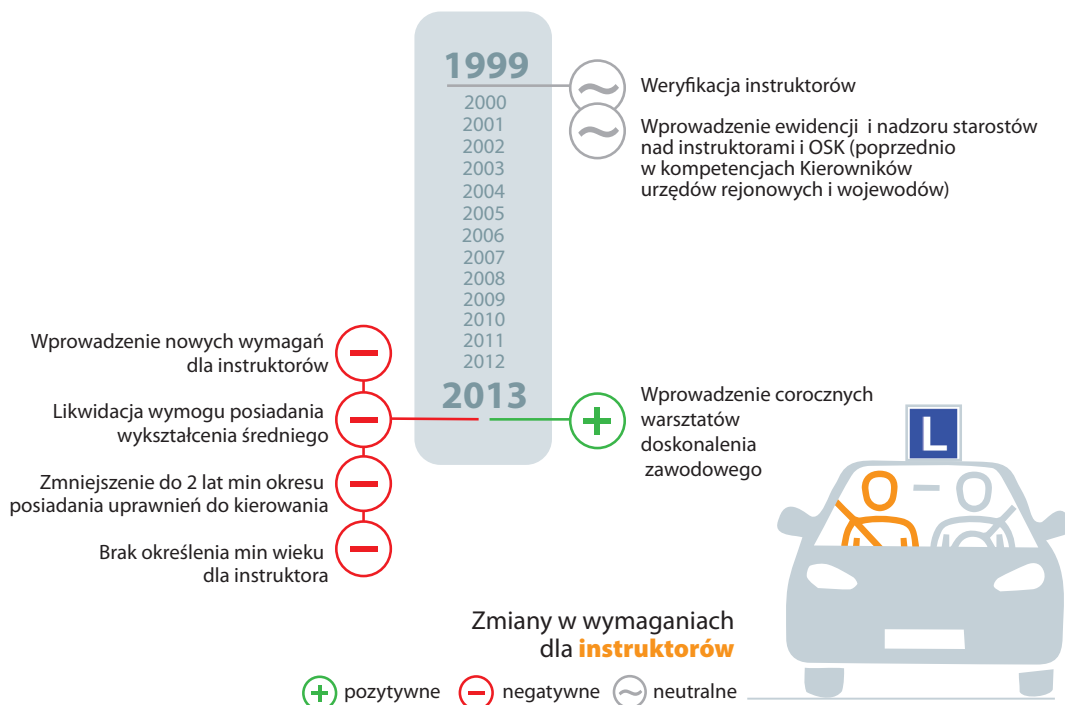 1999
2000
2001
2002
2003
2004
2005
2006
2007
2008
2009
2010
2011
2012
2013
Weryfikacja instruktorów
Wprowadzenie ewidencji i nadzoru starostów
nad instruktorami i OSK (poprzednio
w kompetencjach Kierowników
urzędów rejonowych i wojewodów)
Wprowadzenie nowych wymagań
dla instruktorów
Likwidacja wymogu posiadania
wykształcenia średniego
Zmniejszenie do 2 lat min okresu
posiadania uprawnień do kierowania
Brak określenia min wieku
dla instruktora
Wprowadzenie corocznych
warsztatów
doskonalenia
zawodowego
L
Zmiany w wymaganiach
dla instruktorów
+ pozytywne − negatywne ~ neutralne